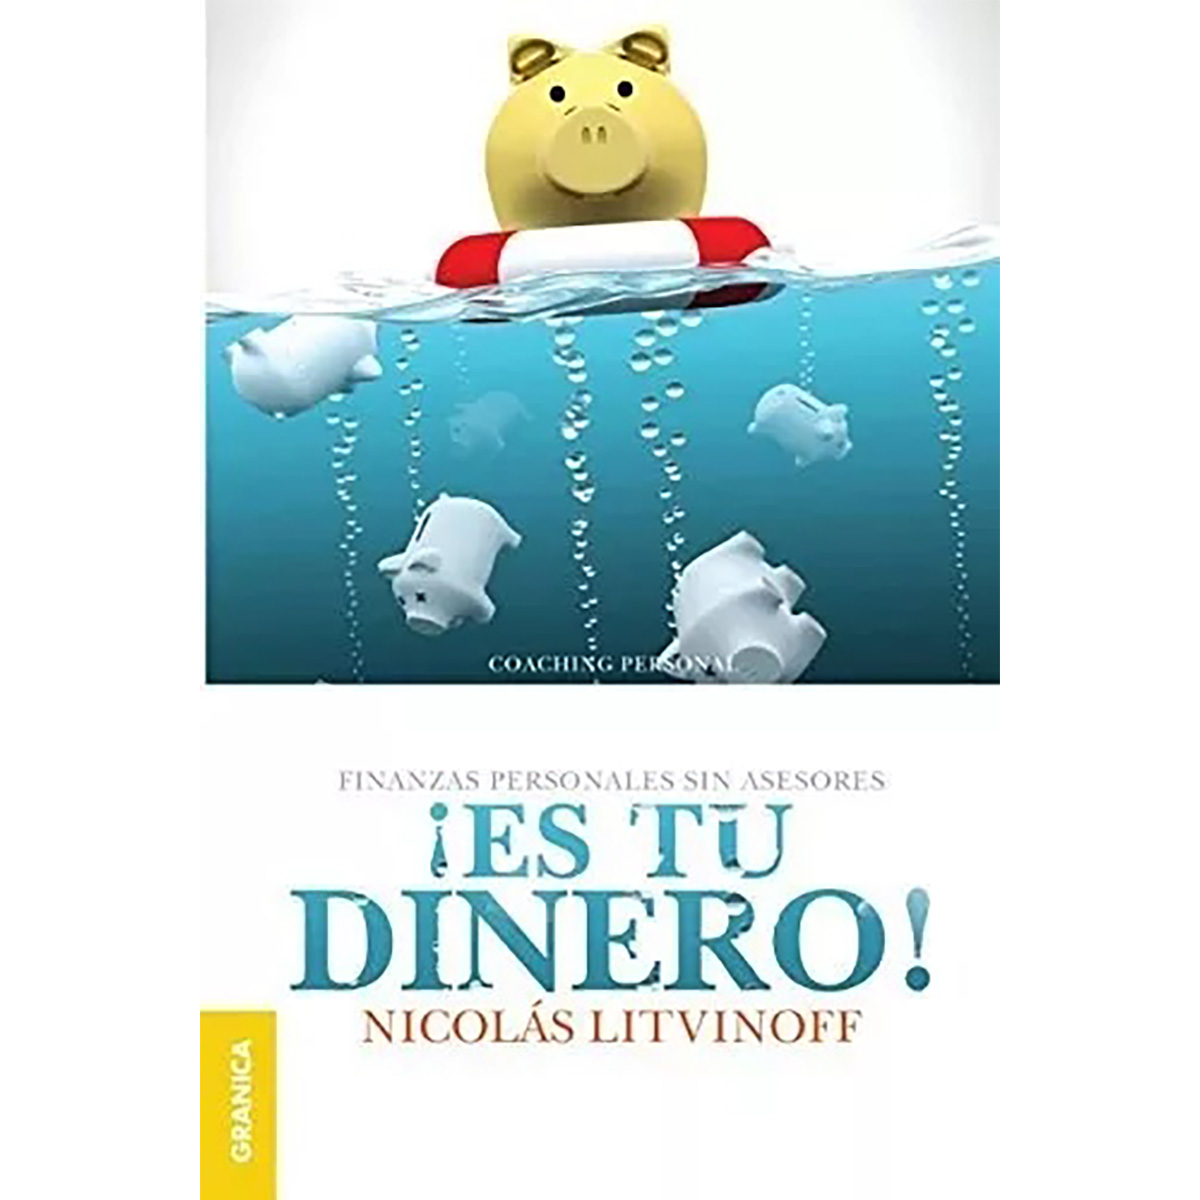 COACHING PERSONAL
FINANZAS PERSONALES SIN ASESORES
¡ES TU
DINERO!
NICOLÁS LITVINOFF
GRANICA